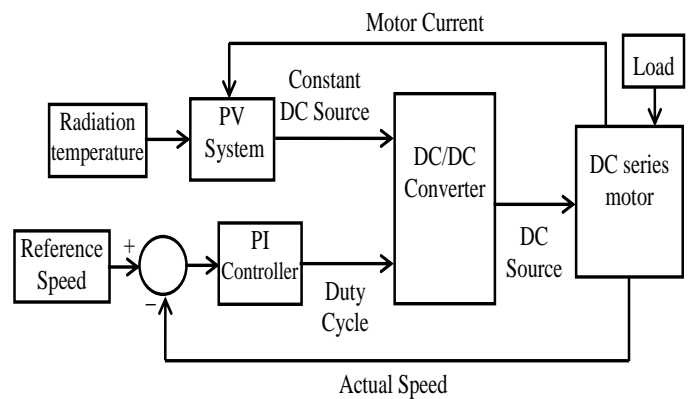 Motor Current
Load
Constant
DC Source
Radiation
temperature
PV
System
DC/DC
Converter
DC series
motor
Reference
Speed
+
−
PI
Controller
Duty
Cycle
DC
Source
Actual Speed